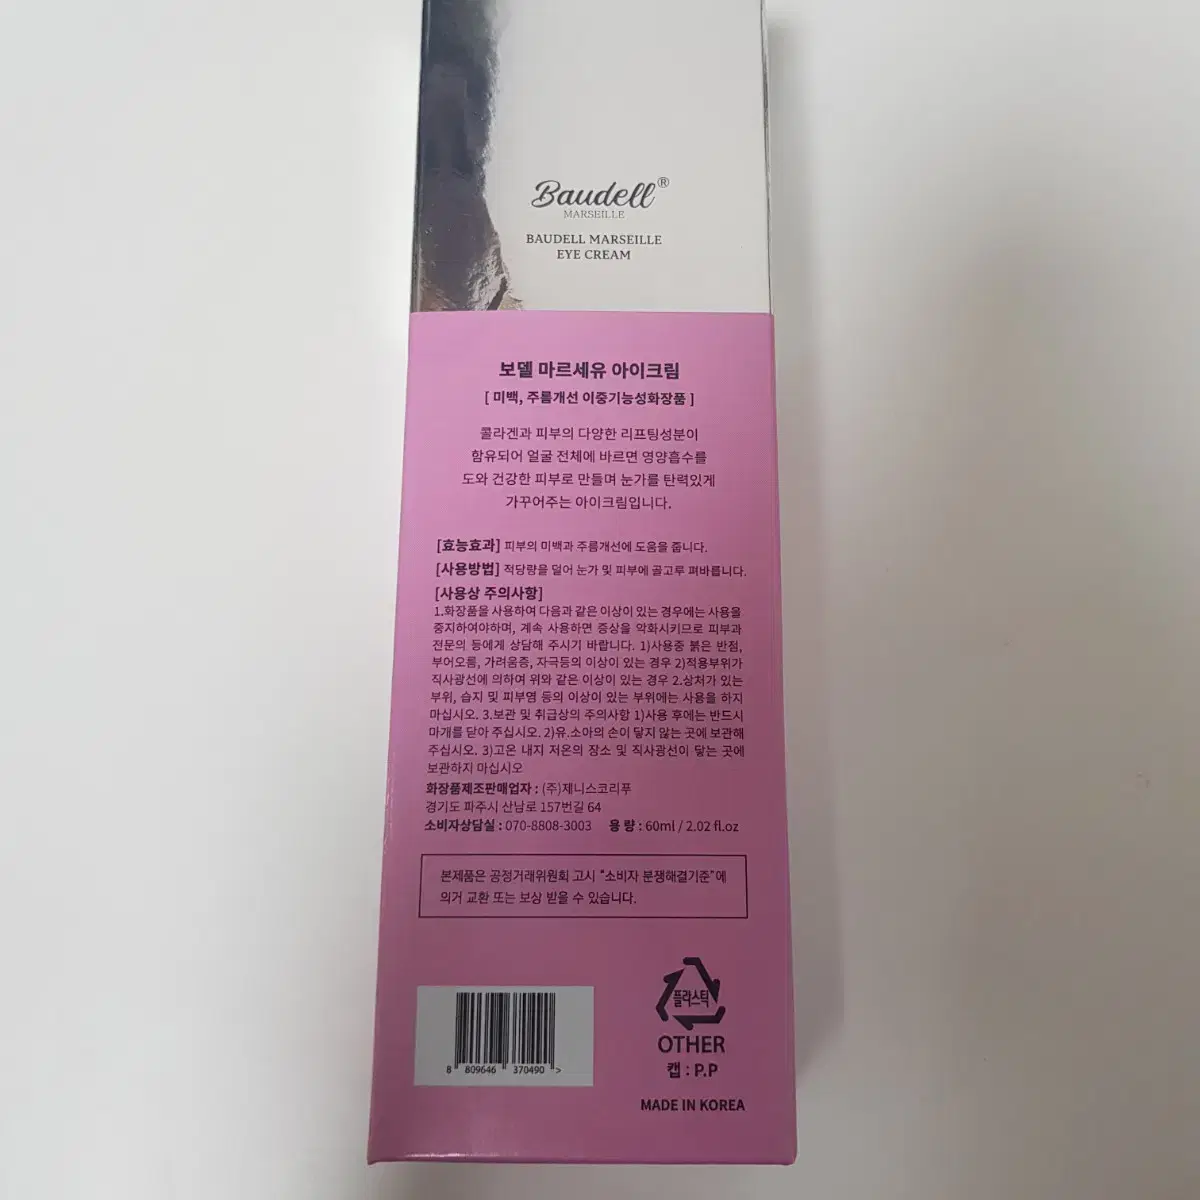 Baudell®
MARSEILLE
BAUDELL MARSEILLE
EYE CREAM
보델 마르세유 아이크림
[ 미백, 주름개선 이중기능성화장품 ]
콜라겐과 피부의 다양한 리프팅성분이
함유되어 얼굴 전체에 바르면 영양흡수를
도와 건강한 피부로 만들며 눈가를 탄력있게
가꾸어주는 아이크림입니다.
[효능효과] 피부의 미백과 주름개선에 도움을 줍니다.
[사용방법] 적당량을 덜어 눈가 및 피부에 골고루 펴바릅니다.
[사용상 주의사항]
1.화장품을 사용하여 다음과 같은 이상이 있는 경우에는 사용을
중지하여야하며, 계속 사용하면 증상을 악화시키므로 피부과
전문의 등에게 상담해 주시기 바랍니다. 1)사용중 붉은 반점,
부어오름, 가려움증, 자극등의 이상이 있는 경우 2)적용부위가
직사광선에 의하여 위와 같은 이상이 있는 경우 2.상처가 있는
부위, 습지 및 피부염 등의 이상이 있는 부위에는 사용을 하지
마십시오. 3.보관 및 취급상의 주의사항 1)사용 후에는 반드시
마개를 닫아 주십시오. 2)유.소아의 손이 닿지 않는 곳에 보관해
주십시오. 3)고온 내지 저온의 장소 및 직사광선이 닿는 곳에
보관하지 마십시오
화장품제조판매업자 : (주)제니스코리푸
경기도 파주시 산남로 157번길 64
소비자상담실 : 070-8808-3003 용 량 : 60ml / 2.02 fl.oz
본제품은 공정거래위원회 고시 "소비자 분쟁해결기준"에
의거 교환 또는 보상 받을 수 있습니다.
플라스틱
OTHER
캡 : P.P
8 809646 370490 >
MADE IN KOREA